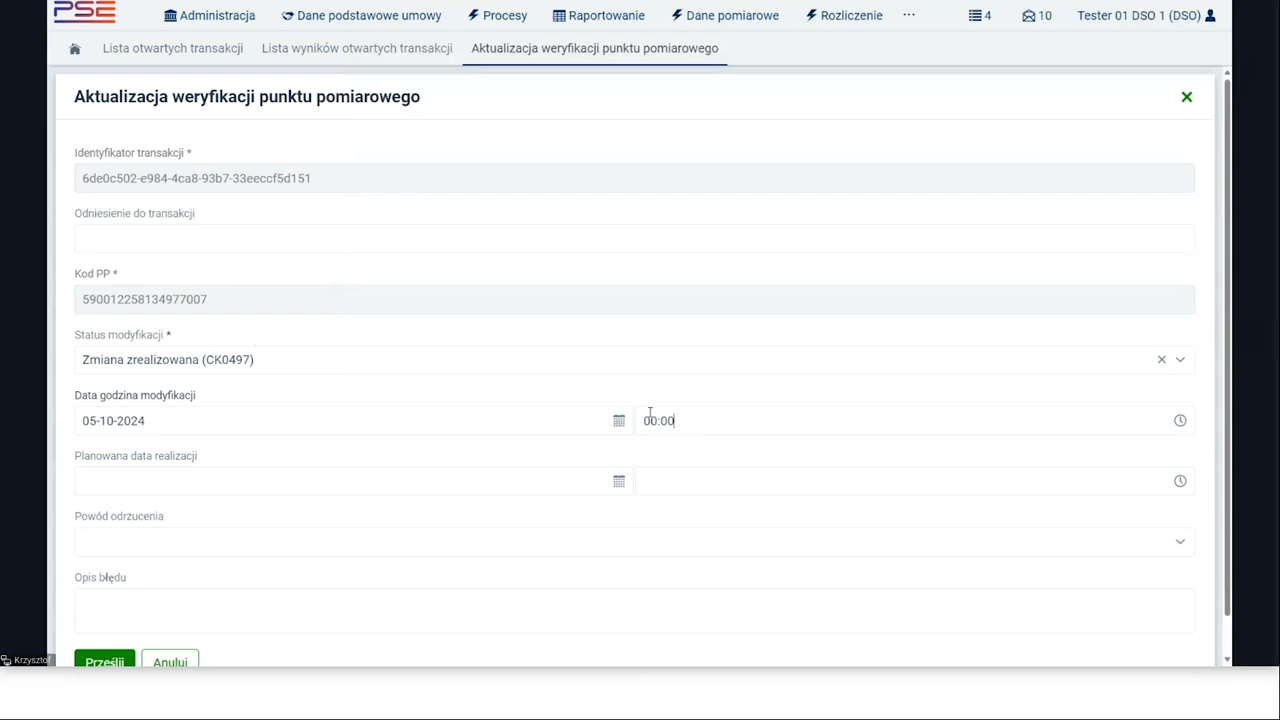 PSE
Administracja
Dane podstawowe umowy
Procesy
Raportowanie
Dane pomiarowe
Rozliczenie
...
4
10
Tester 01 DSO 1 (DSO)
Lista otwartych transakcji
Lista wyników otwartych transakcji
Aktualizacja weryfikacji punktu pomiarowego
Aktualizacja weryfikacji punktu pomiarowego
Identyfikator transakcji *
6de0c502-e984-4ca8-93b7-33eeccf5d151
Odniesienie do transakcji
Kod PP *
590012258134977007
Status modyfikacji *
Zmiana zrealizowana (CK0497)
Data godzina modyfikacji
05-10-2024
00:00
Planowana data realizacji
Powód odrzucenia
Opis błędu
Prześlij
Anuluj
Krzysztof